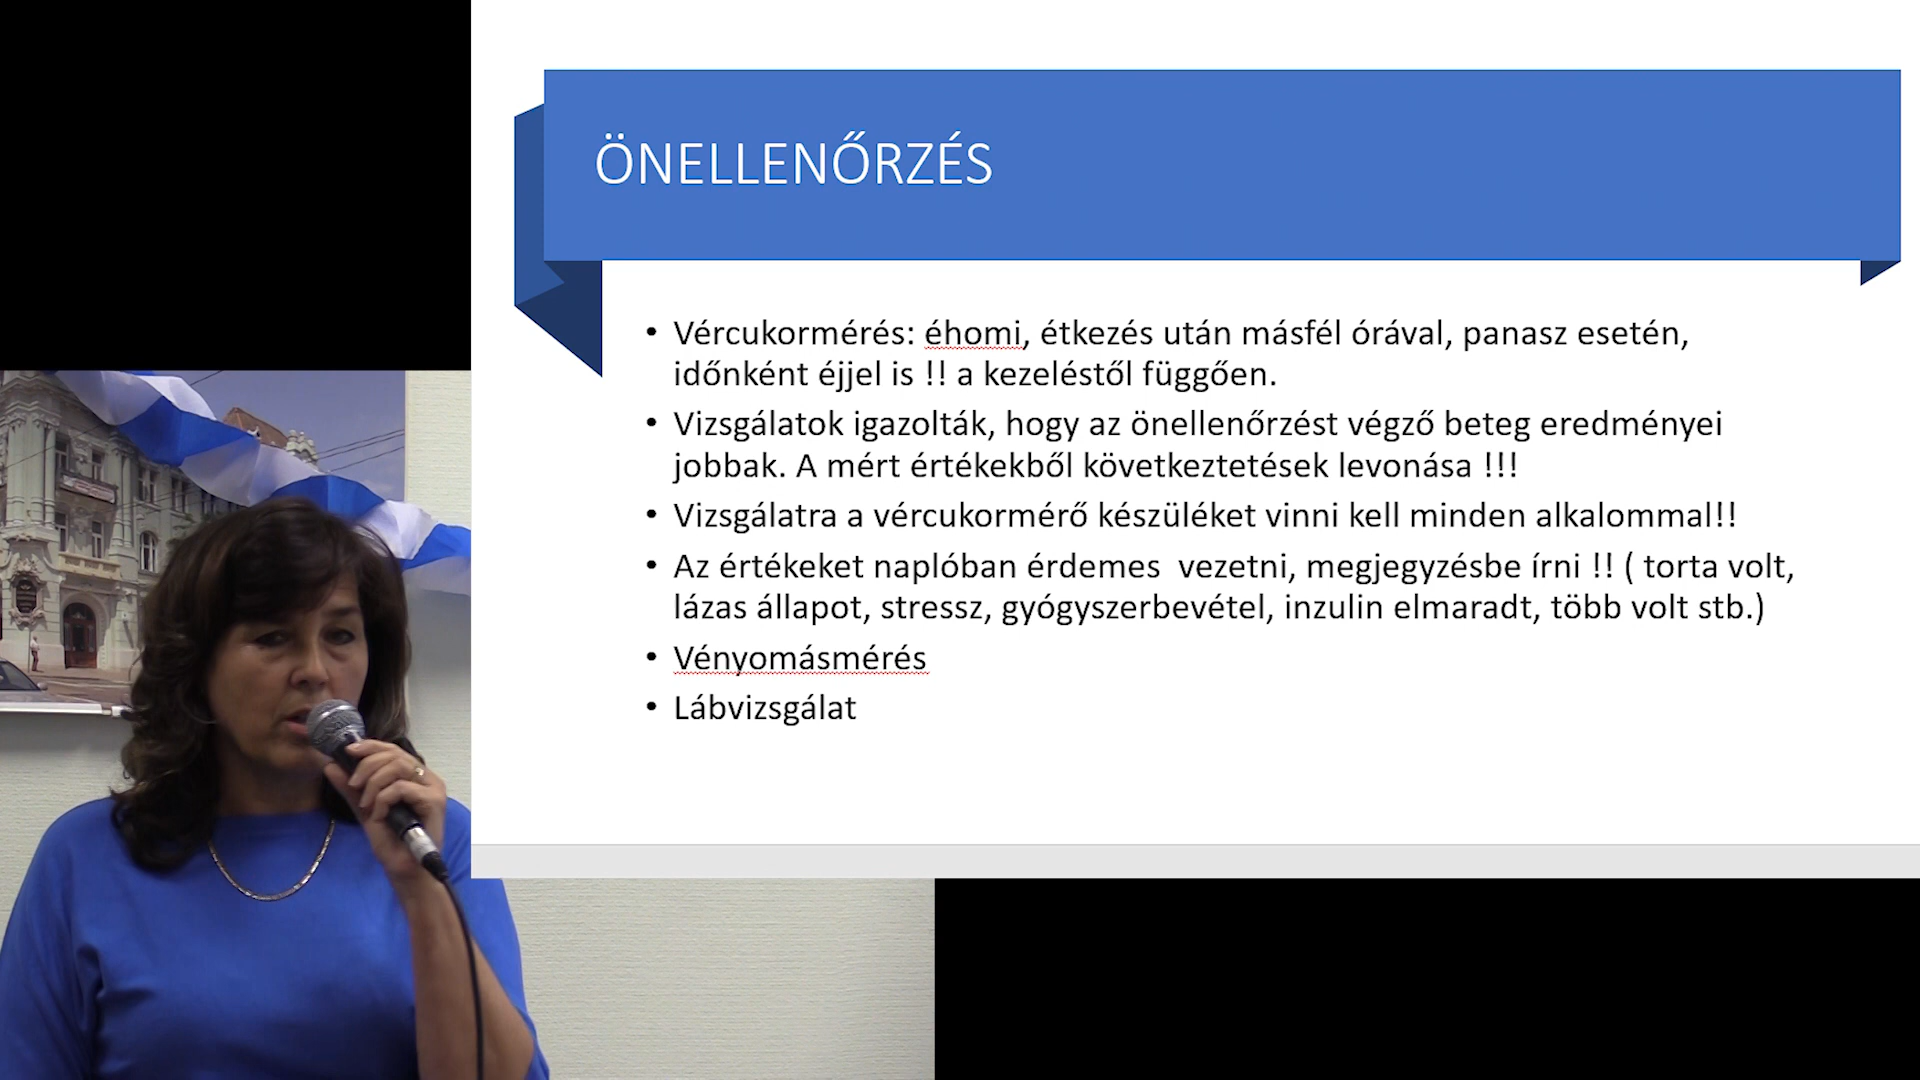 ÖNELLENŐRZÉS
• Vércukormérés: éhomi, étkezés után másfél órával, panasz esetén,
időnként éjjel is !! a kezeléstől függően.
• Vizsgálatok igazolták, hogy az önellenőrzést végző beteg eredményei
jobbak. A mért értékekből következtetések levonása !!!
• Vizsgálatra a vércukormérő készüléket vinni kell minden alkalommal!!
• Az értékeket naplóban érdemes  vezetni, megjegyzésbe írni !! ( torta volt,
lázas állapot, stressz, gyógyszerbevétel, inzulin elmaradt, több volt stb.)
• Vényomásmérés
• Lábvizsgálat